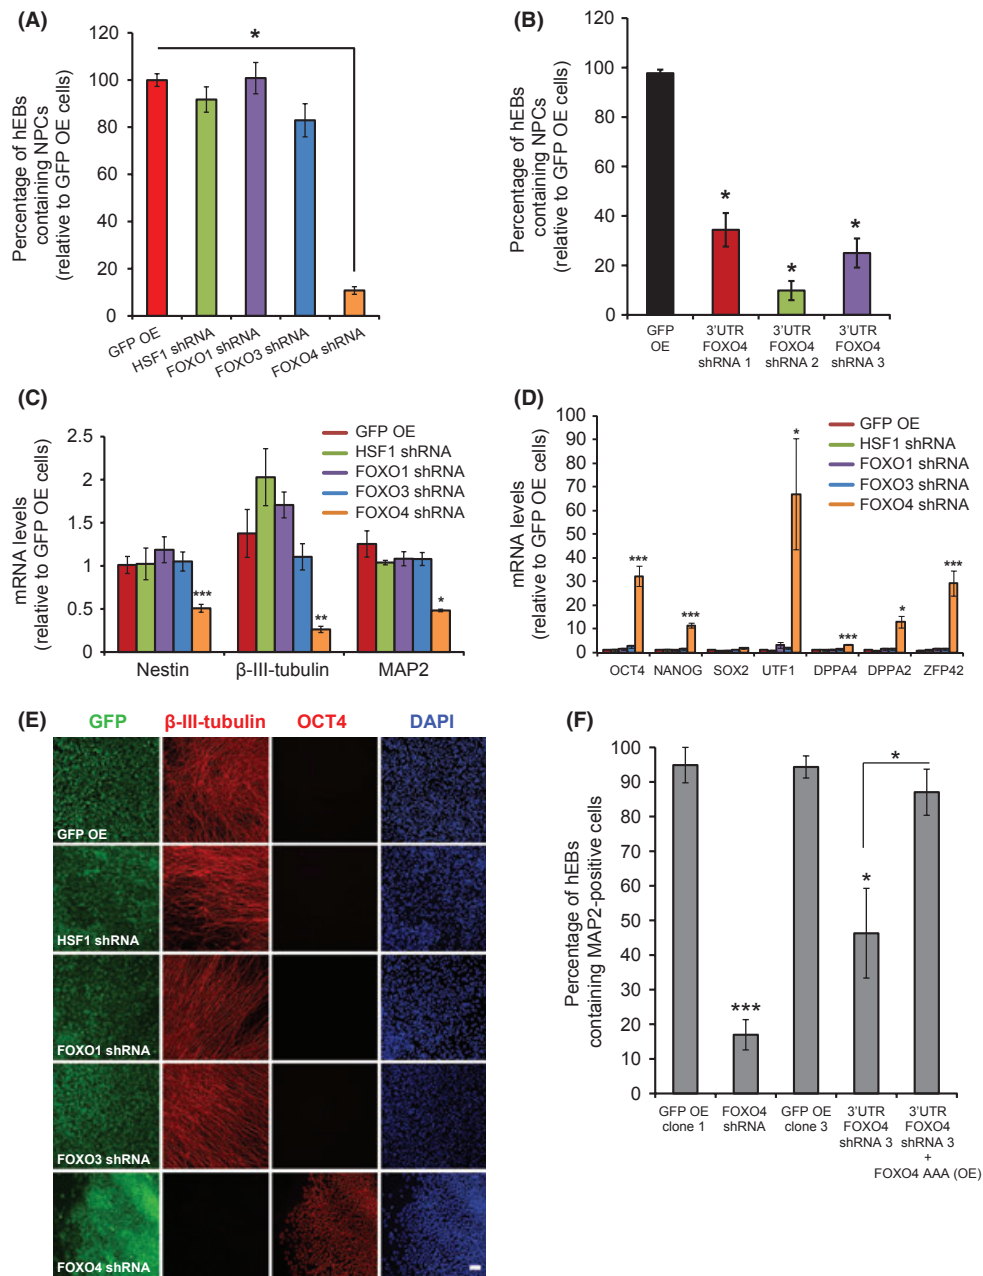 (A)
Percentage of hEBs
containing NPCs
(relative to GFP OE cells)
120
100
80
60
40
20
0
*
GFP OE
HSF1 shRNA
FOXO1 shRNA
FOXO3 shRNA
FOXO4 shRNA
(B)
Percentage of hEBs
containing NPCs
(relative to GFP OE cells)
120
100
80
60
40
20
0
*
*
*
GFP
OE
3'UTR
FOXO4
shRNA 1
3'UTR
FOXO4
shRNA 2
3'UTR
FOXO4
shRNA 3
(C)
mRNA levels
(relative to GFP OE cells)
2.5
2
1.5
1
0.5
0
GFP OE
HSF1 shRNA
FOXO1 shRNA
FOXO3 shRNA
FOXO4 shRNA
***
**
*
Nestin
β-III-tubulin
MAP2
(D)
mRNA levels
(relative to GFP OE cells)
100
90
80
70
60
50
40
30
20
10
0
GFP OE
HSF1 shRNA
FOXO1 shRNA
FOXO3 shRNA
FOXO4 shRNA
***
***
*
***
*
***
OCT4
NANOG
SOX2
UTF1
DPPA4
DPPA2
ZFP42
(E)
GFP
β-III-tubulin
OCT4
DAPI
GFP OE
HSF1 shRNA
FOXO1 shRNA
FOXO3 shRNA
FOXO4 shRNA
(F)
Percentage of hEBs
containing MAP2-positive cells
100
90
80
70
60
50
40
30
20
10
0
***
*
*
GFP OE
clone 1
FOXO4
shRNA
GFP OE
clone 3
3'UTR
FOXO4
shRNA 3
3'UTR
FOXO4
shRNA 3
+
FOXO4 AAA (OE)